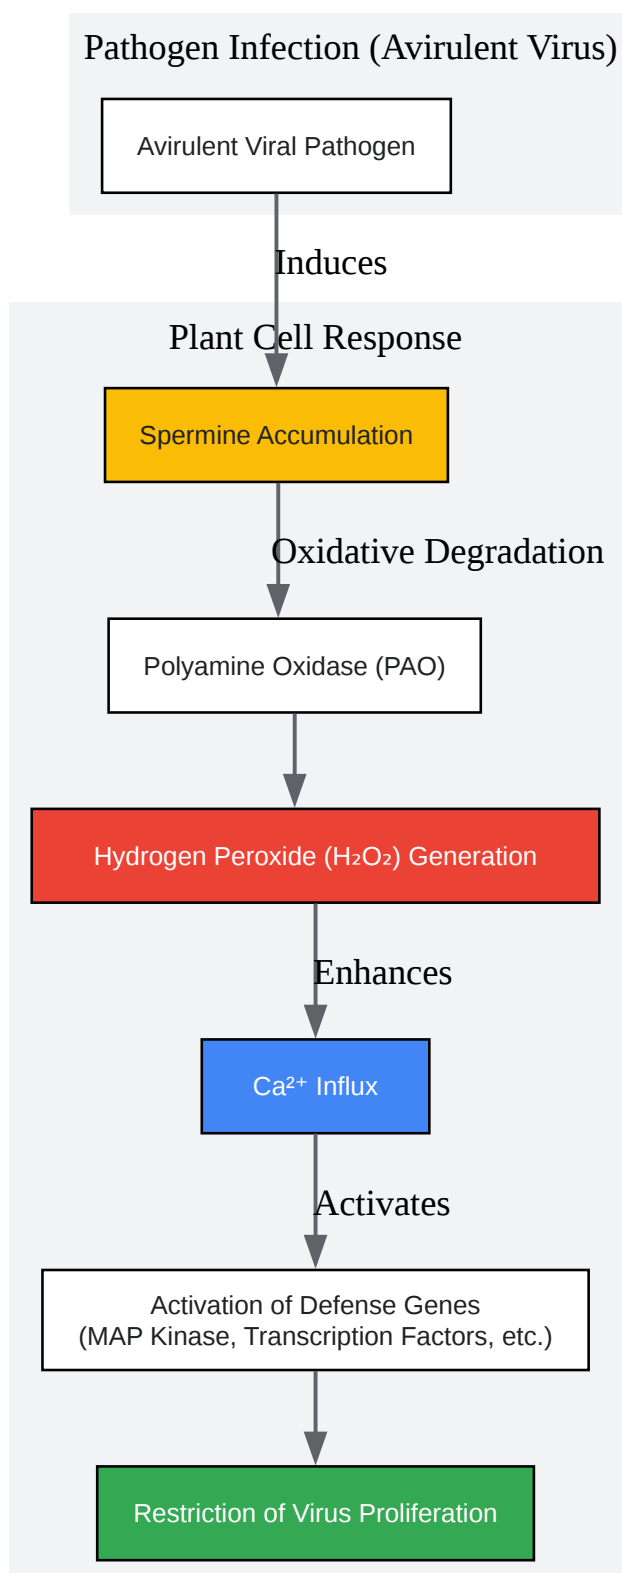 Pathogen Infection (Avirulent Virus)
Avirulent Viral Pathogen
Induces
Plant Cell Response
Spermine Accumulation
Oxidative Degradation
Polyamine Oxidase (PAO)
Hydrogen Peroxide (H₂O₂) Generation
Enhances
Ca²⁺ Influx
Activates
Activation of Defense Genes
(MAP Kinase, Transcription Factors, etc.)
Restriction of Virus Proliferation